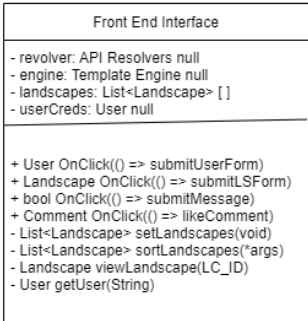 Front End Interface
- revolver: API Resolvers null
- engine: Template Engine null
- landscapes: List<Landscape> [ ]
- userCreds: User null
+ User OnClick(() => submitUserForm)
+ Landscape OnClick(() => submitLSForm)
+ bool OnClick(() => submitMessage)
+ Comment OnClick(() => likeComment)
- List<Landscape> setLandscapes(void)
- List<Landscape> sortLandscapes(*args)
- Landscape viewLandscape(LC_ID)
- User getUser(String)